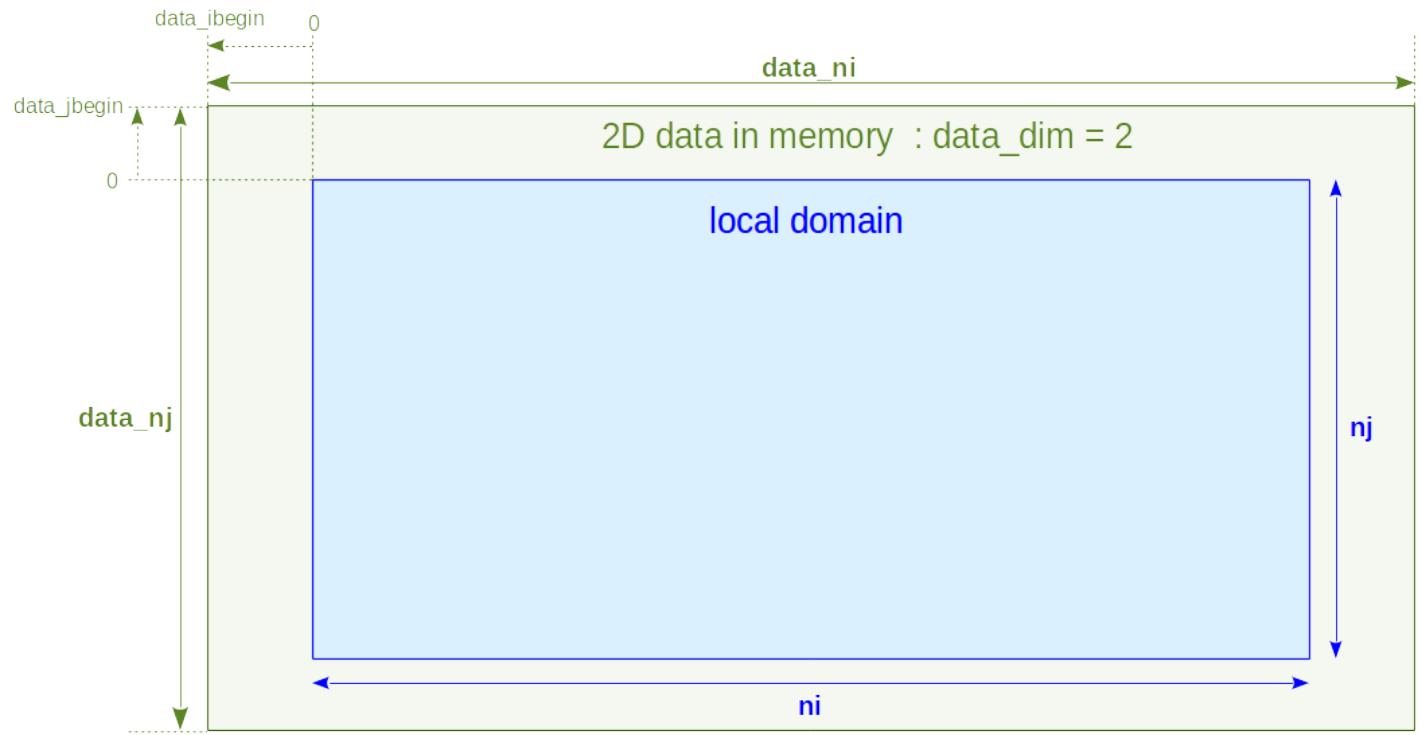 data_ibegin 0
data_ni
data_jbegin
2D data in memory : data_dim = 2
0
local domain
data_nj
nj
ni